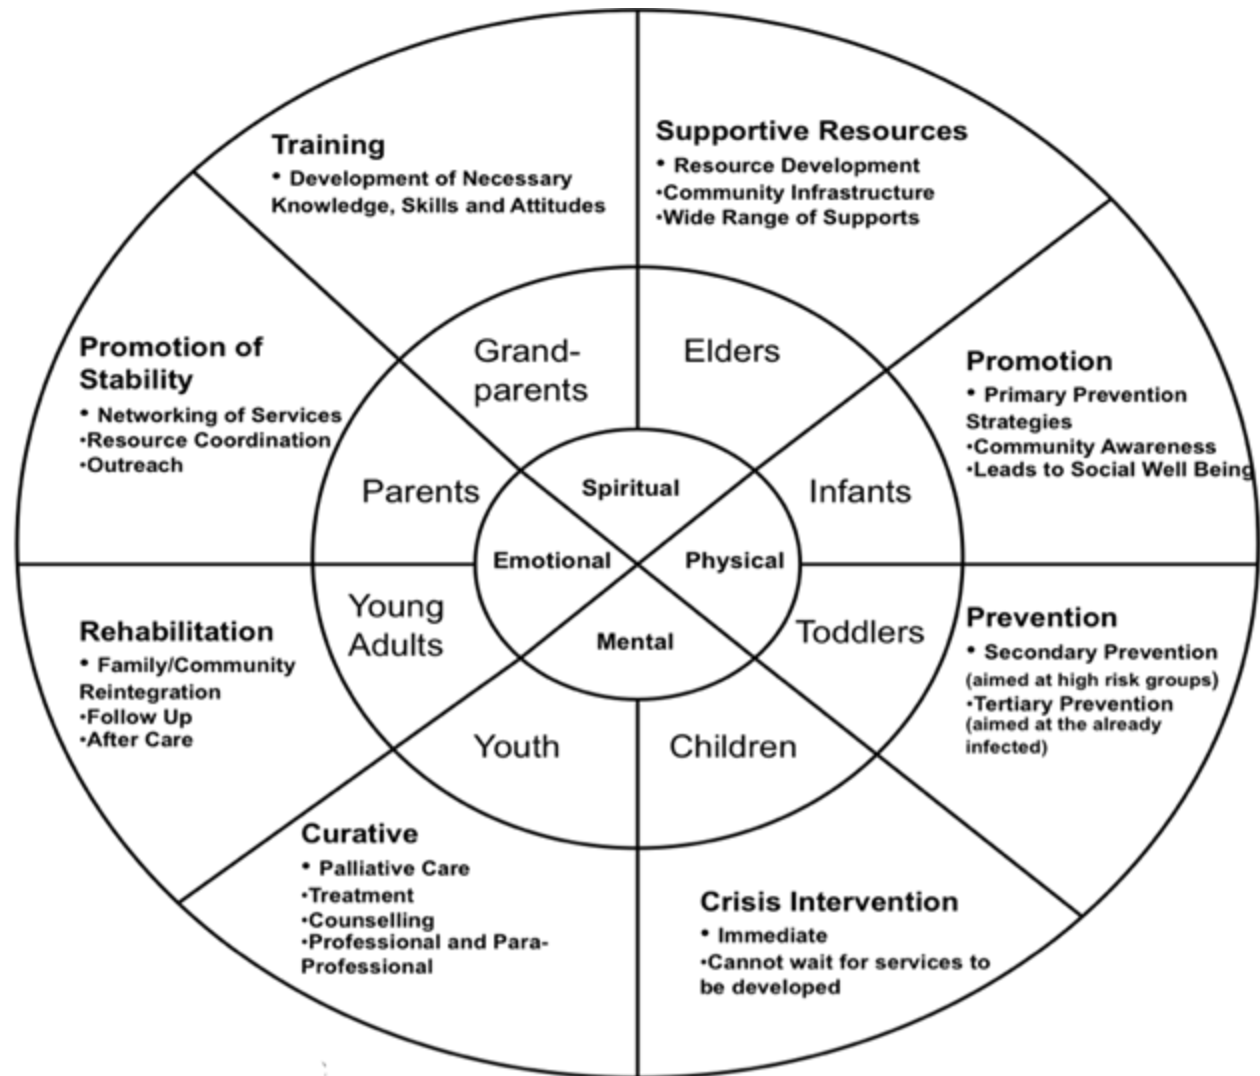 Training
• Development of Necessary
Knowledge, Skills and Attitudes
Supportive Resources
• Resource Development
•Community Infrastructure
•Wide Range of Supports
Promotion of
Stability
• Networking of Services
•Resource Coordination
•Outreach
Promotion
• Primary Prevention
Strategies
•Community Awareness
•Leads to Social Well Being
Grand-
parents
Elders
Parents
Infants
Spiritual
Emotional
Physical
Mental
Young
Adults
Toddlers
Youth
Children
Rehabilitation
• Family/Community
Reintegration
•Follow Up
•After Care
Prevention
• Secondary Prevention
(aimed at high risk groups)
•Tertiary Prevention
(aimed at the already
infected)
Curative
• Palliative Care
•Treatment
•Counselling
•Professional and Para-
Professional
Crisis Intervention
• Immediate
•Cannot wait for services to
be developed